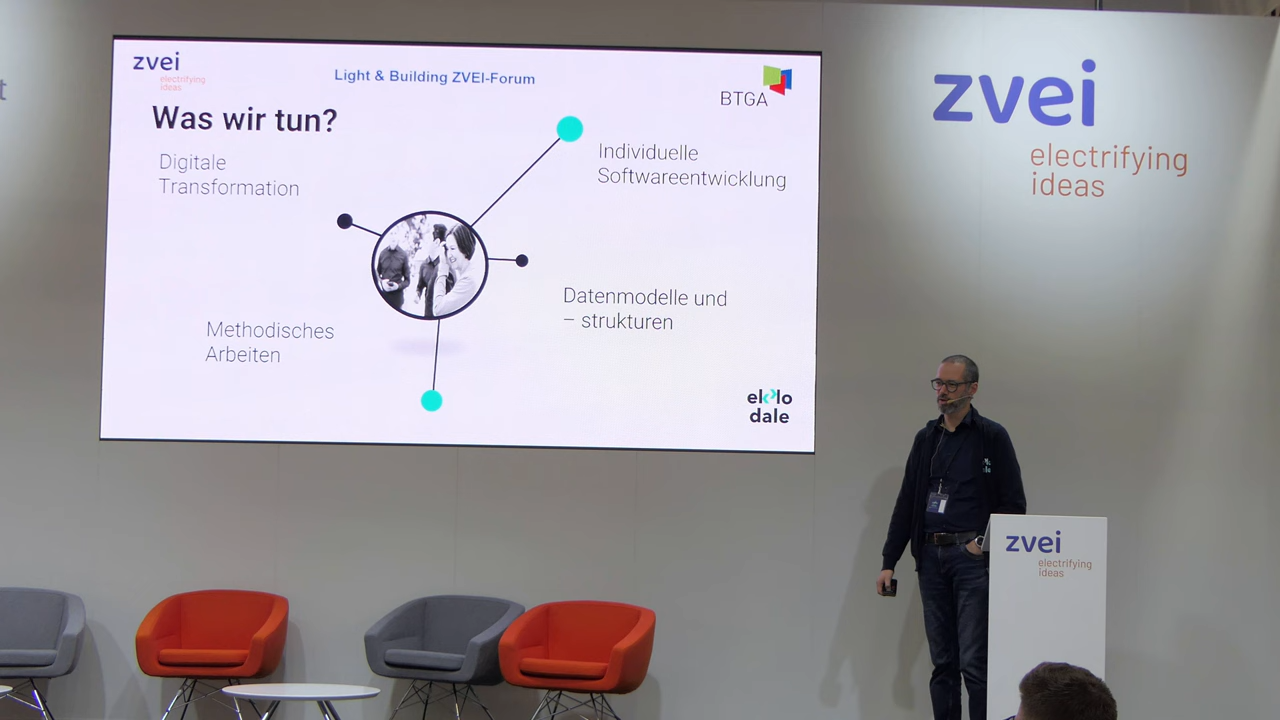 zvei
electrifying
ideas
Light & Building ZVEI-Forum
BTGA
Was wir tun?
Digitale
Transformation
Individuelle
Softwareentwicklung
Datenmodelle und
– strukturen
Methodisches
Arbeiten
dale
zvei
electrifying
ideas
zvei
electrifying
ideas